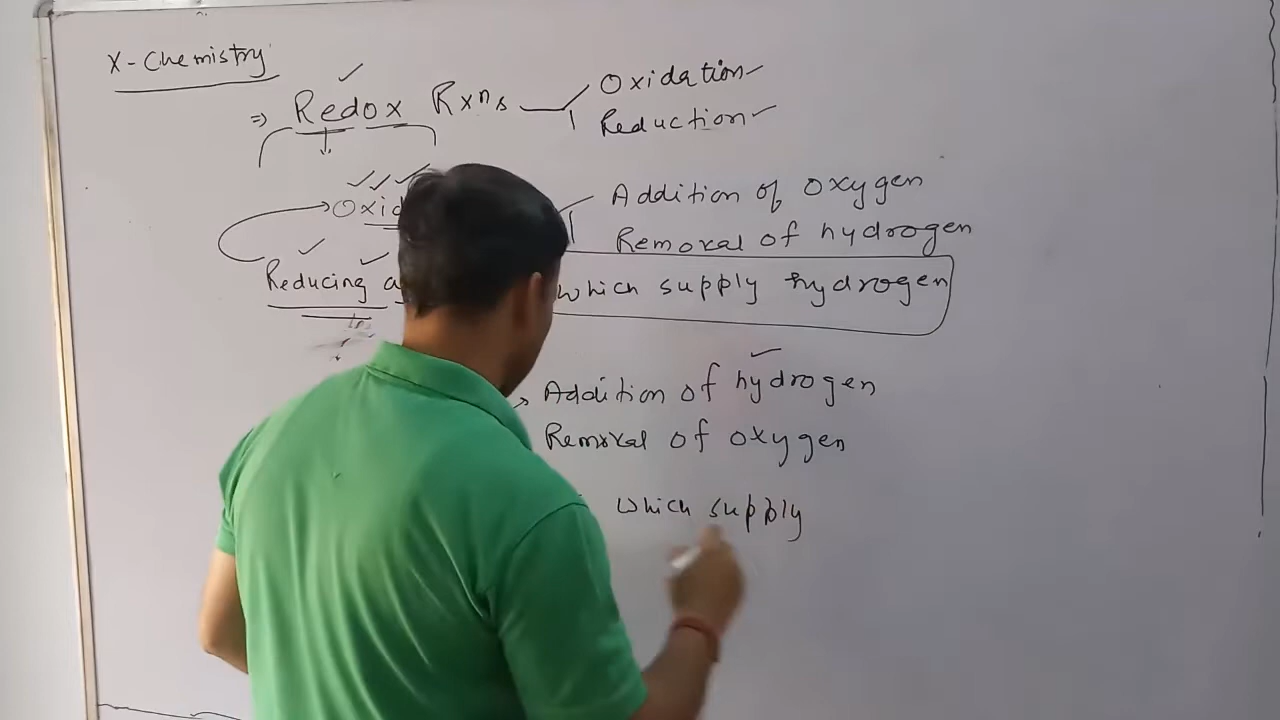 X - Chemistry
⇒ Redox Rxns
Oxidation
Reduction
Oxid
Addition of oxygen
Removal of hydrogen
Reducing a
which supply hydrogen
Addition of hydrogen
Removal of oxygen
which supply